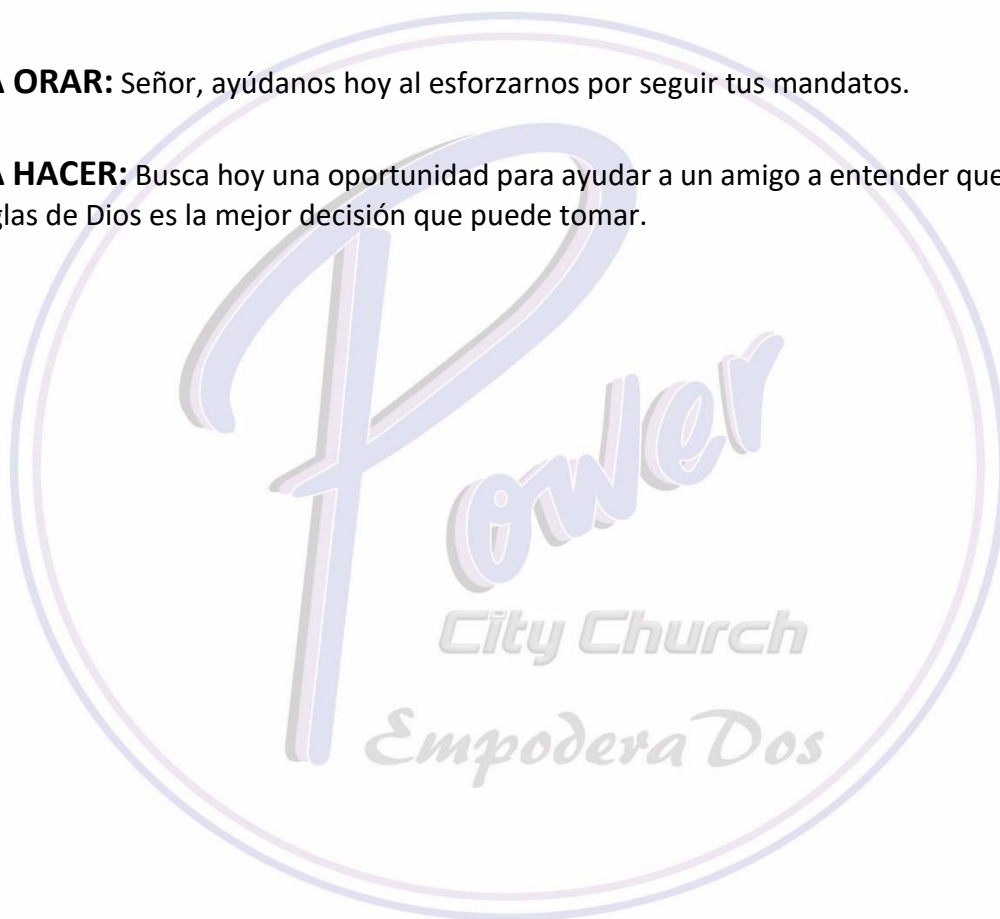 A ORAR: Señor, ayúdanos hoy al esforzarnos por seguir tus mandatos.
A HACER: Busca hoy una oportunidad para ayudar a un amigo a entender que
glas de Dios es la mejor decisión que puede tomar.
Power
City Church
EmpoderaDos